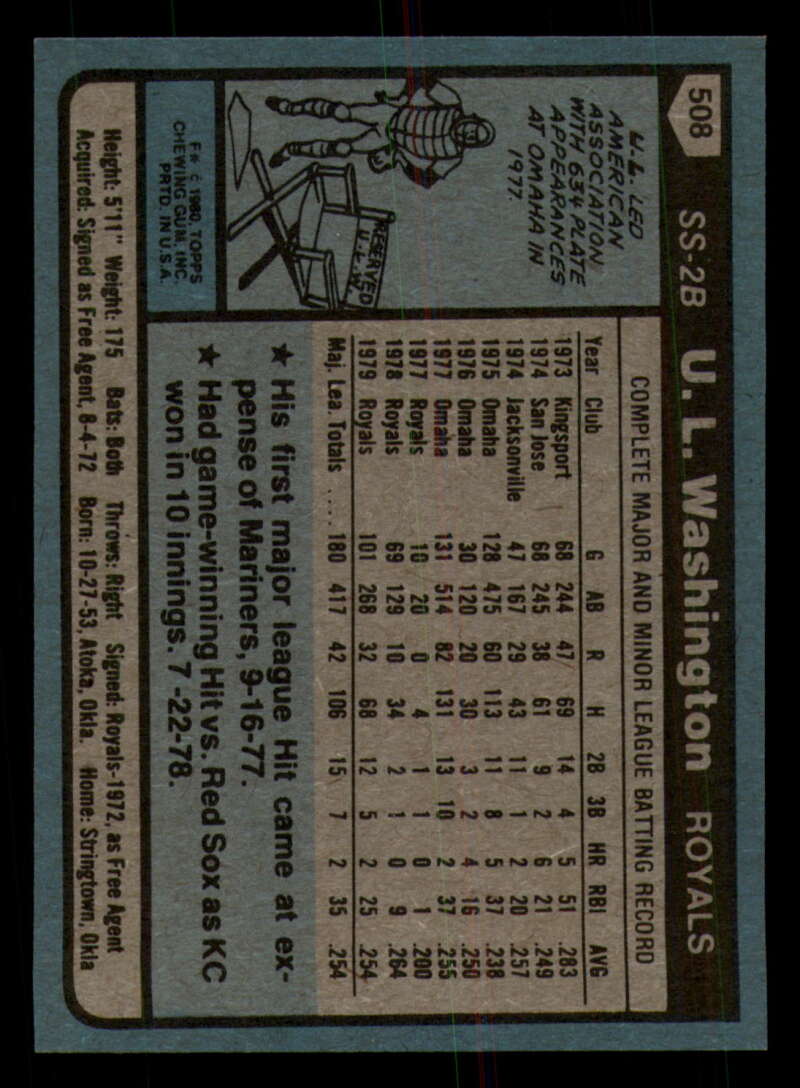 508
SS-2B U. L. Washington ROYALS
U.L. LED
AMERICAN
ASSOCIATION
WITH 634 PLATE
APPEARANCES
AT OMAHA IN
1977.
RESERVED
U.L.W.
F* © 1980, TOPPS
CHEWING GUM, INC.
PRTD. IN U.S.A.
COMPLETE MAJOR AND MINOR LEAGUE BATTING RECORD
Year Club G AB R H 2B 3B HR RBI AVG
1973 Kingsport 68 244 47 69 14 4 5 51 .283
1974 San Jose 68 245 38 61 9 2 6 21 .249
1974 Jacksonville 47 167 29 43 11 1 2 20 .257
1975 Omaha 128 475 60 113 11 8 5 37 .238
1976 Omaha 30 120 20 30 3 2 4 16 .250
1977 Omaha 131 514 82 131 13 10 2 37 .255
1977 Royals 10 20 0 4 1 1 0 1 .200
1978 Royals 69 129 10 34 2 1 0 9 .264
1979 Royals 101 268 32 68 12 5 2 25 .254
Maj. Lea. Totals ..... 180 417 42 106 15 7 2 35 .254
★ His first major league Hit came at ex-
pense of Mariners, 9-16-77.
★ Had game-winning Hit vs. Red Sox as KC
won in 10 innings. 7-22-78.
Height: 5'11" Weight: 175 Bats: Both Throws: Right Signed: Royals-1972, as Free Agent
Acquired: Signed as Free Agent, 8-4-72 Born: 10-27-53, Atoka, Okla. Home: Stringtown, Okla